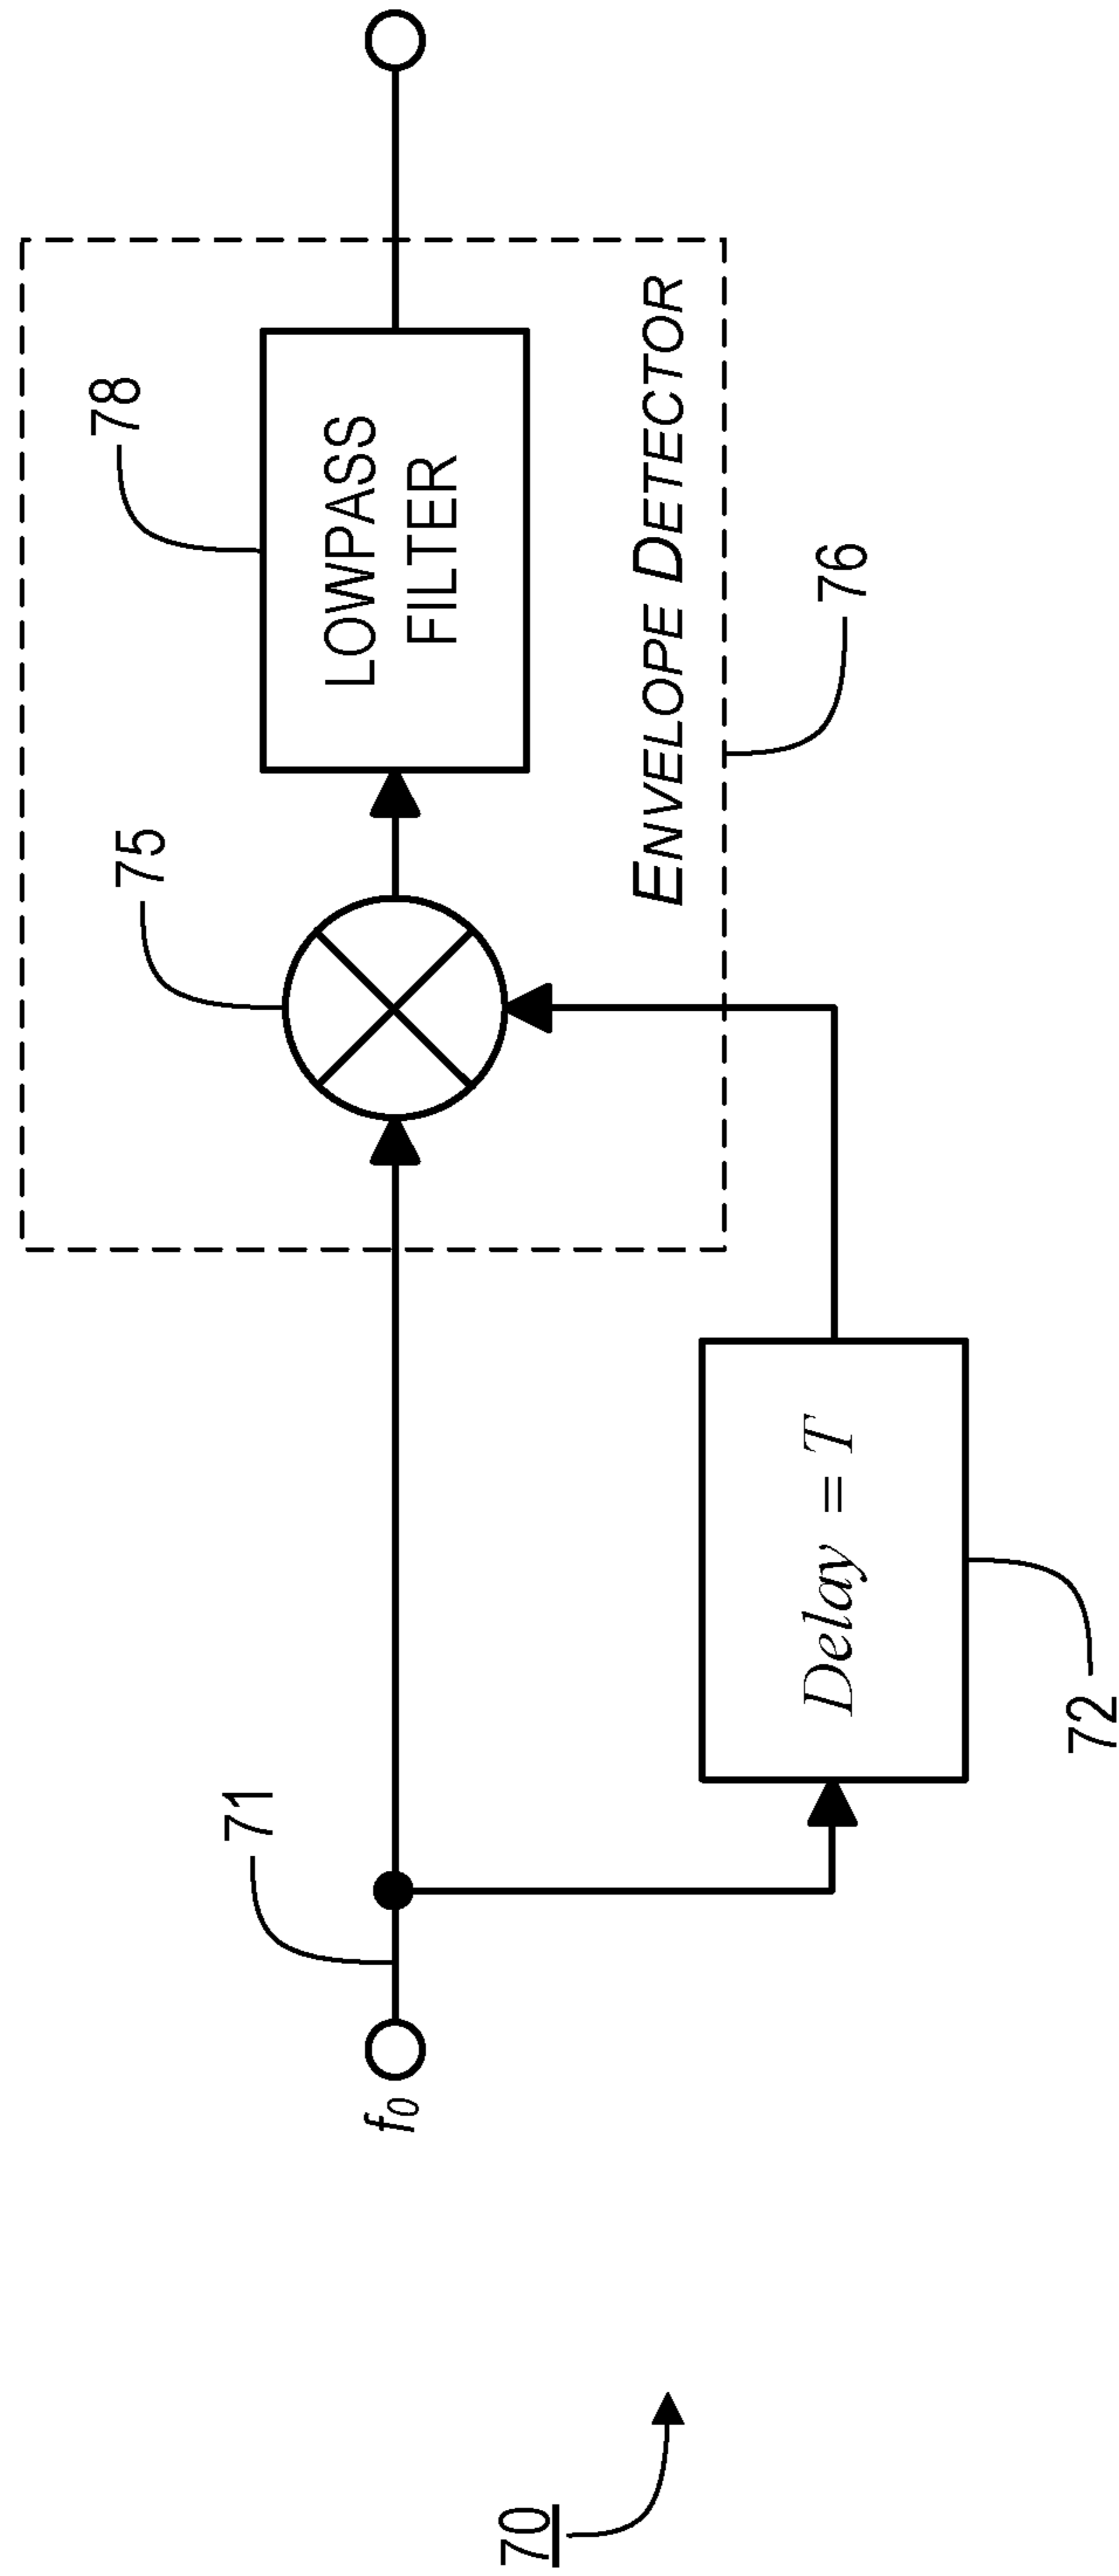 78
LOWPASS
FILTER
75
ENVELOPE DETECTOR
76
71
f0
Delay = T
72
70